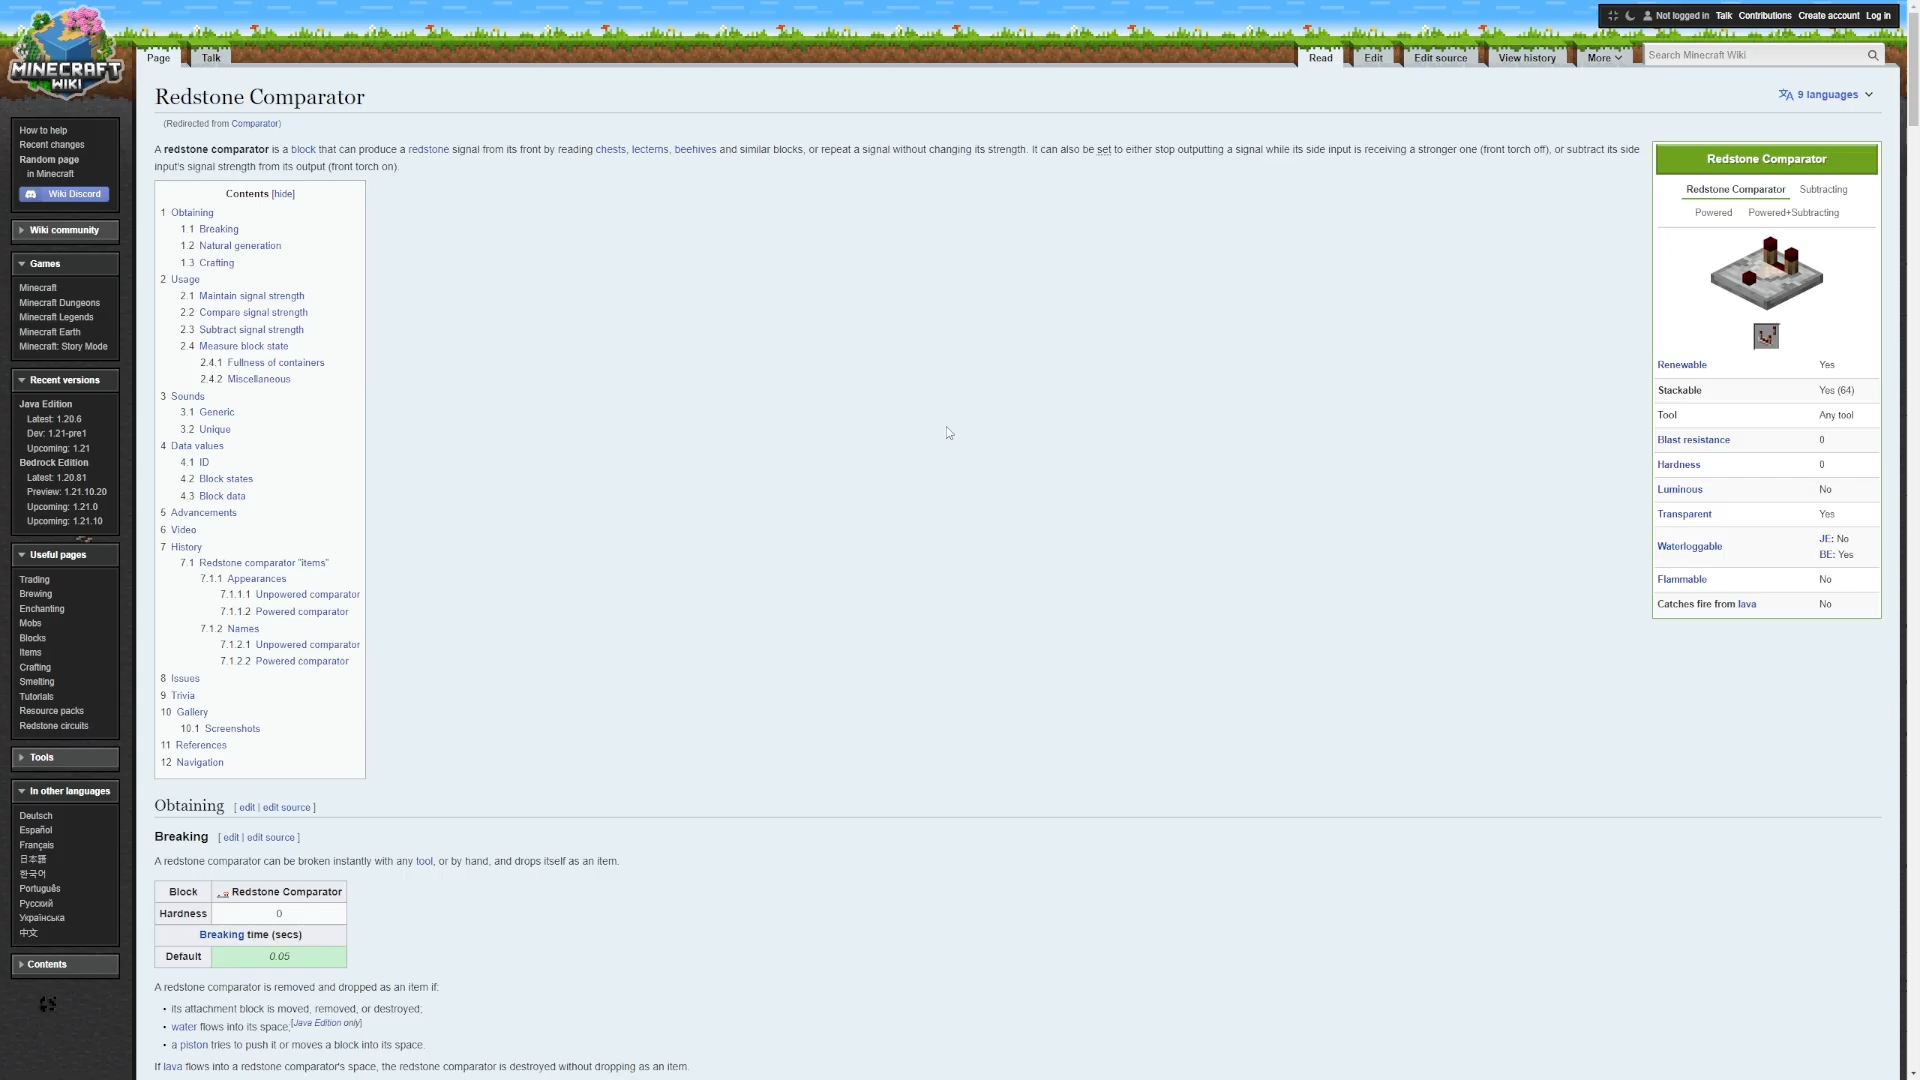 Not logged in Talk Contributions Create account Log in
MINECRAFT
WIKI
Page Talk
Read Edit Edit source View history More Search Minecraft Wiki
How to help
Recent changes
Random page
in Minecraft
Wiki Discord
Wiki community
Games
Minecraft
Minecraft Dungeons
Minecraft Legends
Minecraft Earth
Minecraft: Story Mode
Recent versions
Java Edition
Latest: 1.20.6
Dev: 1.21-pre1
Upcoming: 1.21
Bedrock Edition
Latest: 1.20.81
Preview: 1.21.10.20
Upcoming: 1.21.0
Upcoming: 1.21.10
Useful pages
Trading
Brewing
Enchanting
Mobs
Blocks
Items
Crafting
Smelting
Tutorials
Resource packs
Redstone circuits
Tools
In other languages
Deutsch
Español
Français
日本語
한국어
Português
Русский
Українська
中文
Contents
Redstone Comparator
9 languages
(Redirected from Comparator)
A redstone comparator is a block that can produce a redstone signal from its front by reading chests, lecterns, beehives and similar blocks, or repeat a signal without changing its strength. It can also be set to either stop outputting a signal while its side input is receiving a stronger one (front torch off), or subtract its side
input's signal strength from its output (front torch on).
Contents [hide]
1 Obtaining
1.1 Breaking
1.2 Natural generation
1.3 Crafting
2 Usage
2.1 Maintain signal strength
2.2 Compare signal strength
2.3 Subtract signal strength
2.4 Measure block state
2.4.1 Fullness of containers
2.4.2 Miscellaneous
3 Sounds
3.1 Generic
3.2 Unique
4 Data values
4.1 ID
4.2 Block states
4.3 Block data
5 Advancements
6 Video
7 History
7.1 Redstone comparator "items"
7.1.1 Appearances
7.1.1.1 Unpowered comparator
7.1.1.2 Powered comparator
7.1.2 Names
7.1.2.1 Unpowered comparator
7.1.2.2 Powered comparator
8 Issues
9 Trivia
10 Gallery
10.1 Screenshots
11 References
12 Navigation
Redstone Comparator
Redstone Comparator Subtracting
Powered Powered+Subtracting
Renewable Yes
Stackable Yes (64)
Tool Any tool
Blast resistance 0
Hardness 0
Luminous No
Transparent Yes
Waterloggable JE: No
BE: Yes
Flammable No
Catches fire from lava No
Obtaining [ edit | edit source ]
Breaking [ edit | edit source ]
A redstone comparator can be broken instantly with any tool, or by hand, and drops itself as an item.
Block Redstone Comparator
Hardness 0
Breaking time (secs)
Default 0.05
A redstone comparator is removed and dropped as an item if:
• its attachment block is moved, removed, or destroyed;
• water flows into its space;[Java Edition only]
• a piston tries to push it or moves a block into its space.
If lava flows into a redstone comparator's space, the redstone comparator is destroyed without dropping as an item.